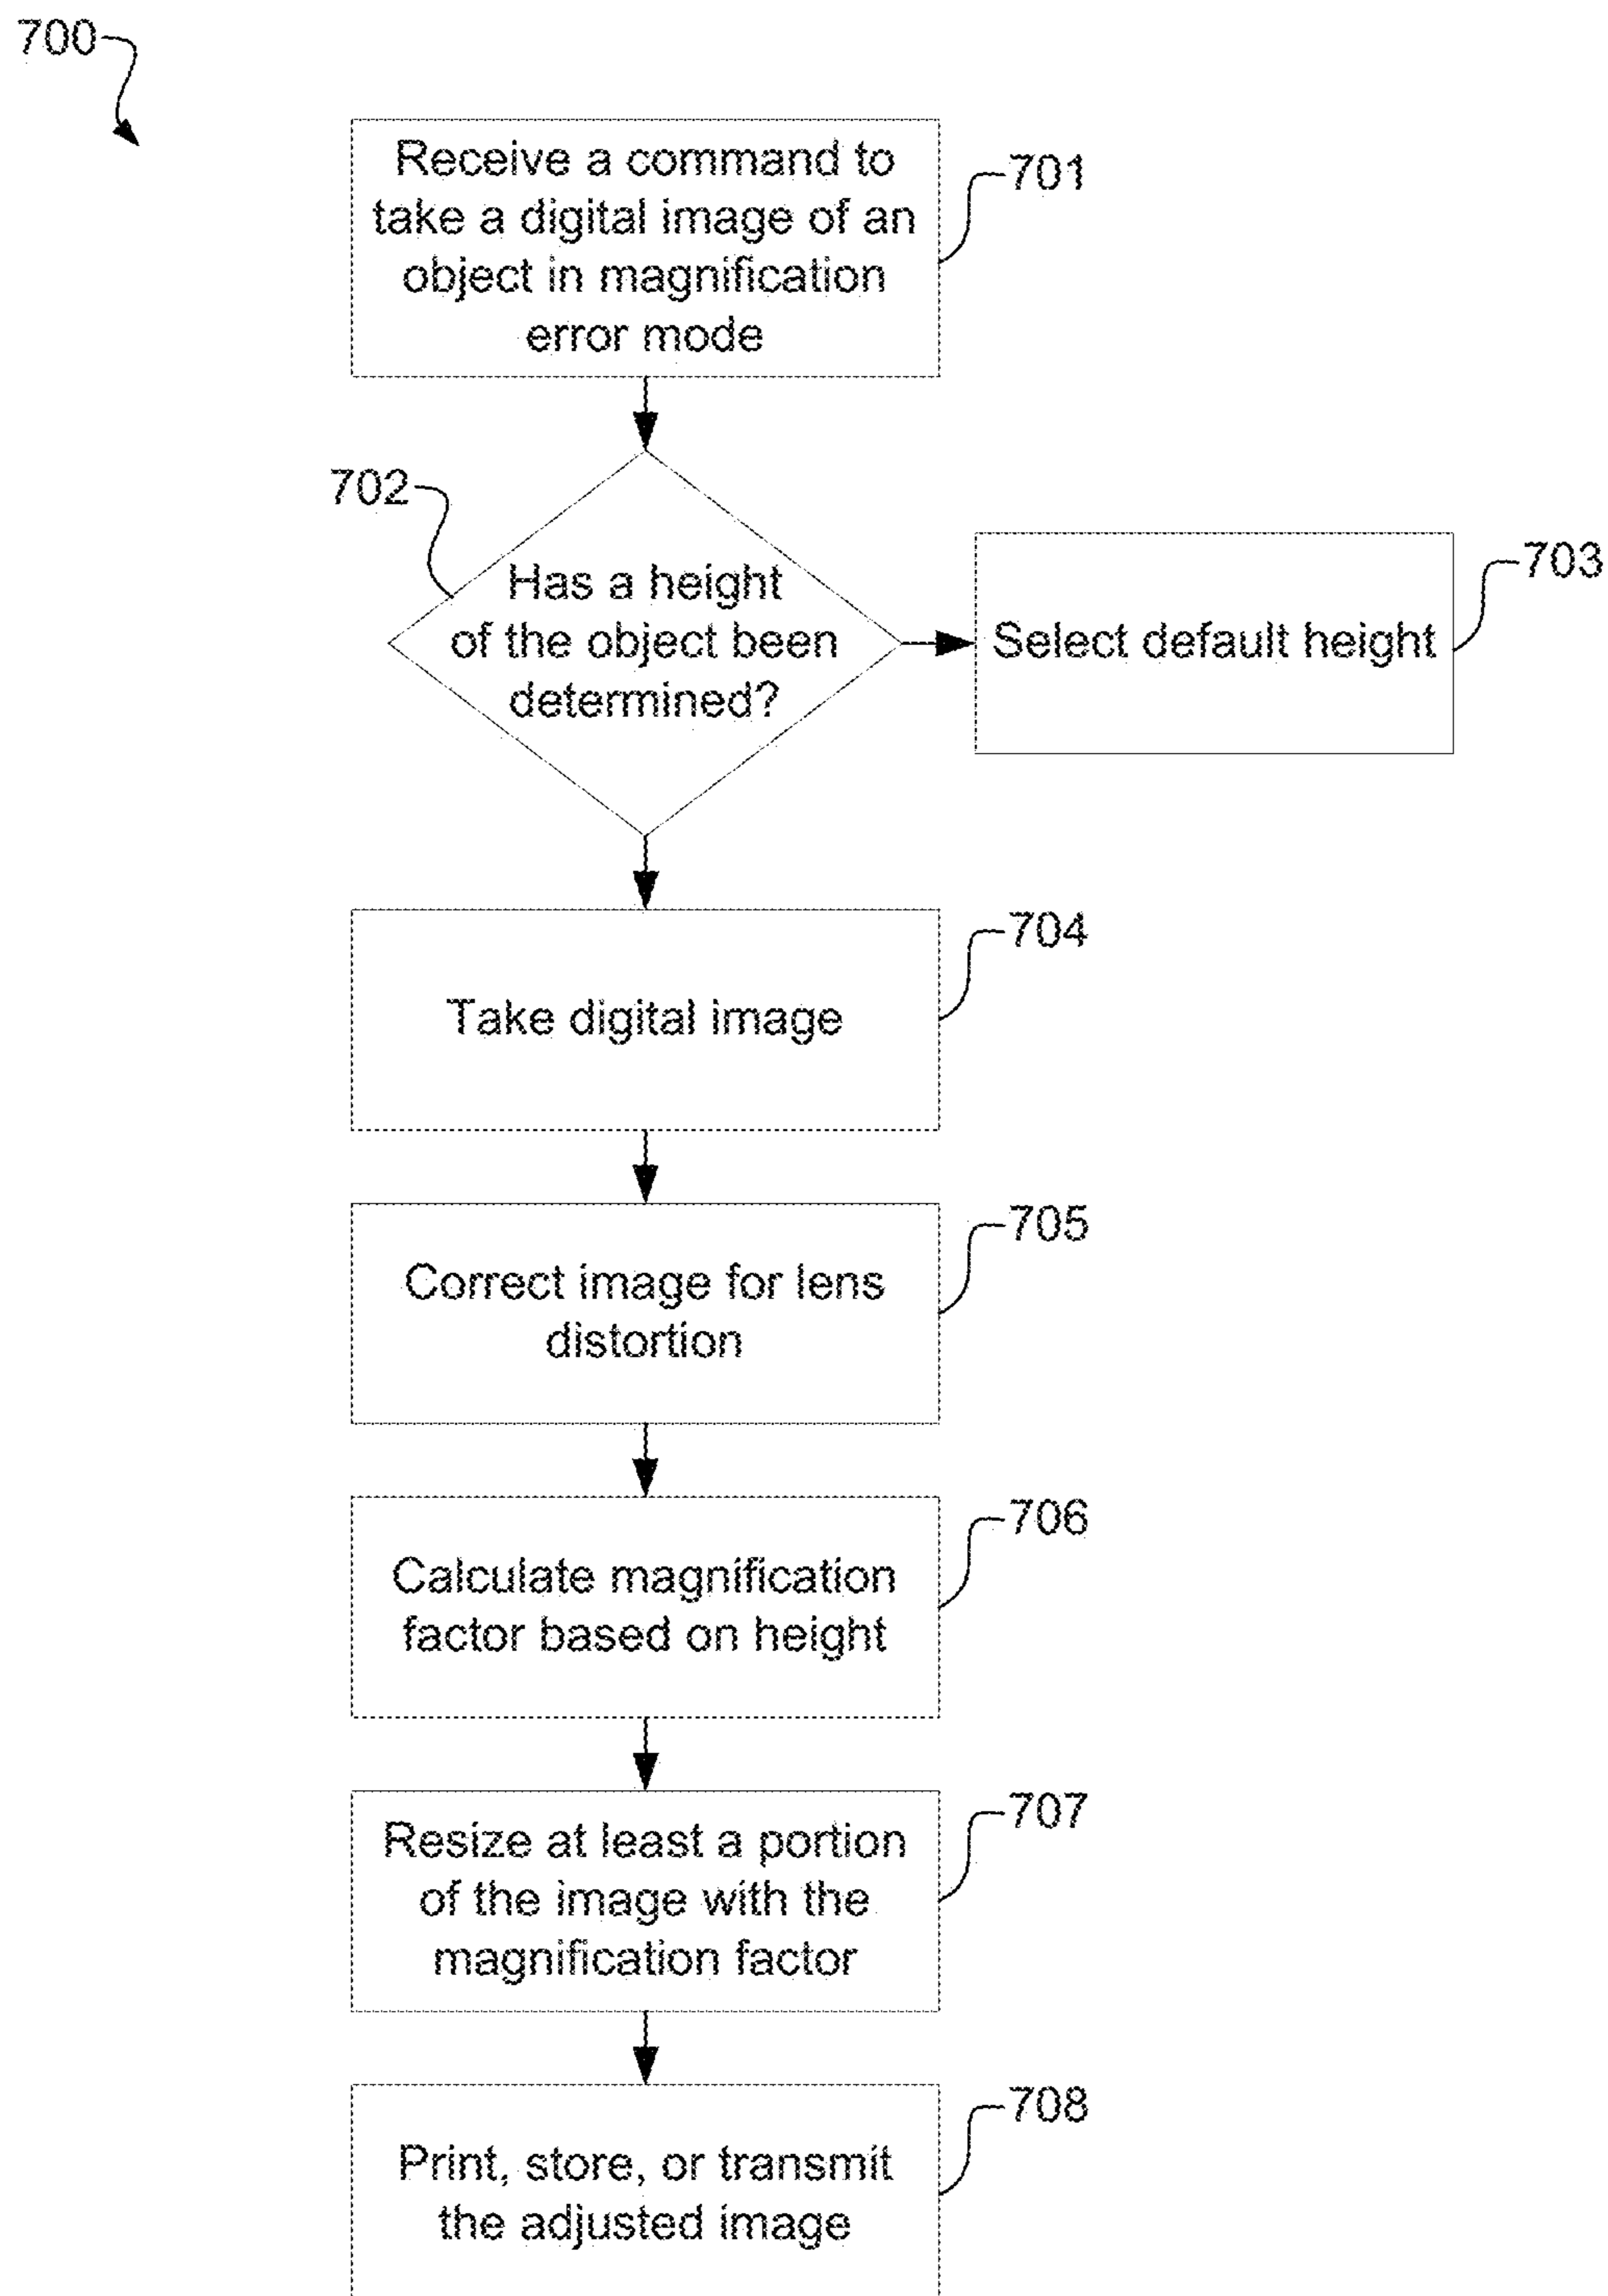 700
Receive a command to
take a digital image of an
object in magnification
error mode
701
702
Has a height
of the object been
determined?
703
Select default height
704
Take digital image
705
Correct image for lens
distortion
706
Calculate magnification
factor based on height
707
Resize at least a portion
of the image with the
magnification factor
708
Print, store, or transmit
the adjusted image